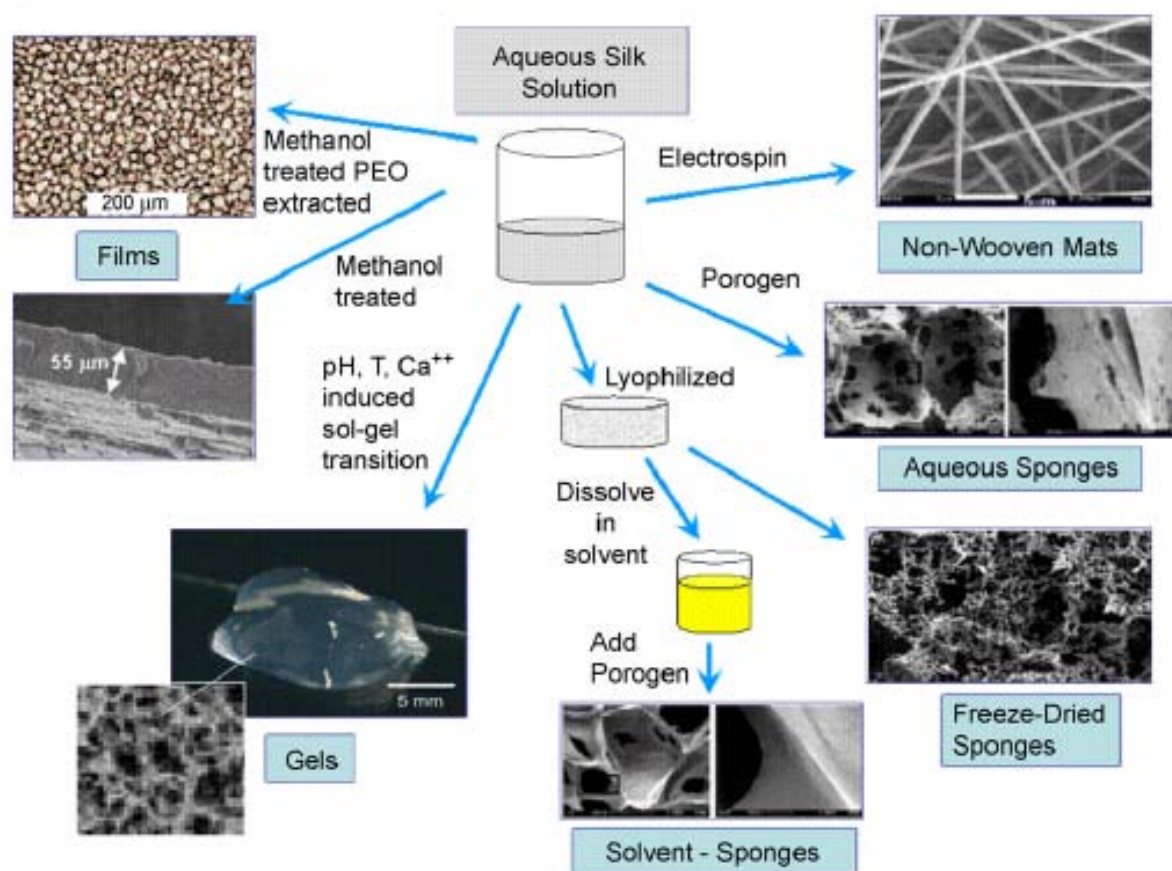 Aqueous Silk
Solution
Methanol
treated PEO
extracted
200 µm
Films
Methanol
treated
55 µm
pH, T, Ca++
induced
sol-gel
transition
5 mm
Gels
Electrospin
Non-Wooven Mats
Porogen
Aqueous Sponges
Lyophilized
Dissolve
in
solvent
Add
Porogen
Freeze-Dried
Sponges
Solvent - Sponges